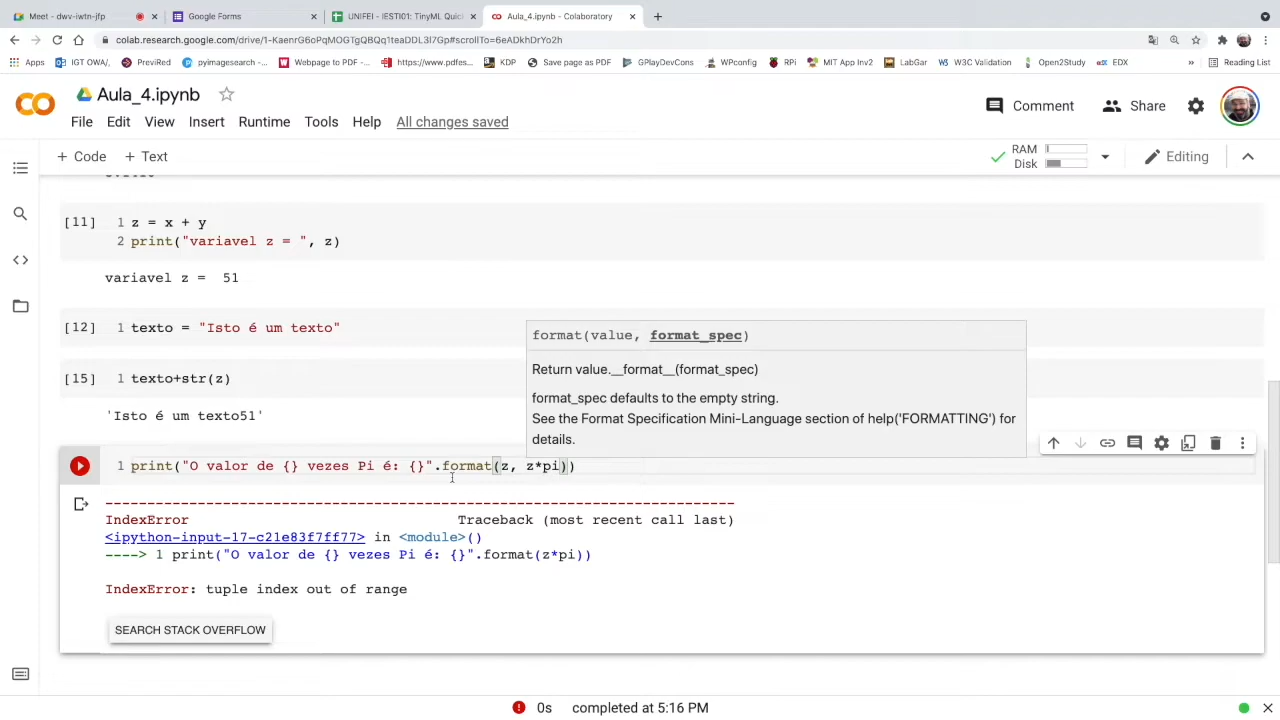 Meet - dwv-iwtn-jfp
Google Forms
UNIFEI - IESTI01: TinyML Quic
Aula_4.ipynb - Colaboratory
colab.research.google.com/drive/1-KaenrG6oPqMOGTgQBQq1teaDDL3l7Gp#scrollTo=6eADkhDrYo2h
Apps
IGT OWA/,
PreviRed
pyimagesearch -...
Webpage to PDF -...
https://www.pdfes...
KDP
Save page as PDF
GPlayDevCons
WPconfig
RPi
MIT App Inv2
LabGar
W3C Validation
Open2Study
EDX
»
Reading List
Aula_4.ipynb
Comment
Share
File Edit View Insert Runtime Tools Help All changes saved
+ Code + Text
RAM
Disk
Editing
[11] 1 z = x + y
2 print("variavel z = ", z)
variavel z =  51
[12] 1 texto = "Isto é um texto"
format(value, format_spec)
Return value.__format__(format_spec)
format_spec defaults to the empty string.
See the Format Specification Mini-Language section of help('FORMATTING') for
details.
[15] 1 texto+str(z)
'Isto é um texto51'
1 print("O valor de {} vezes Pi é: {}".format(z, z*pi))
---------------------------------------------------------------------------
IndexError                                Traceback (most recent call last)
<ipython-input-17-c21e83f7ff77> in <module>()
----> 1 print("O valor de {} vezes Pi é: {}".format(z*pi))
IndexError: tuple index out of range
SEARCH STACK OVERFLOW
0s completed at 5:16 PM